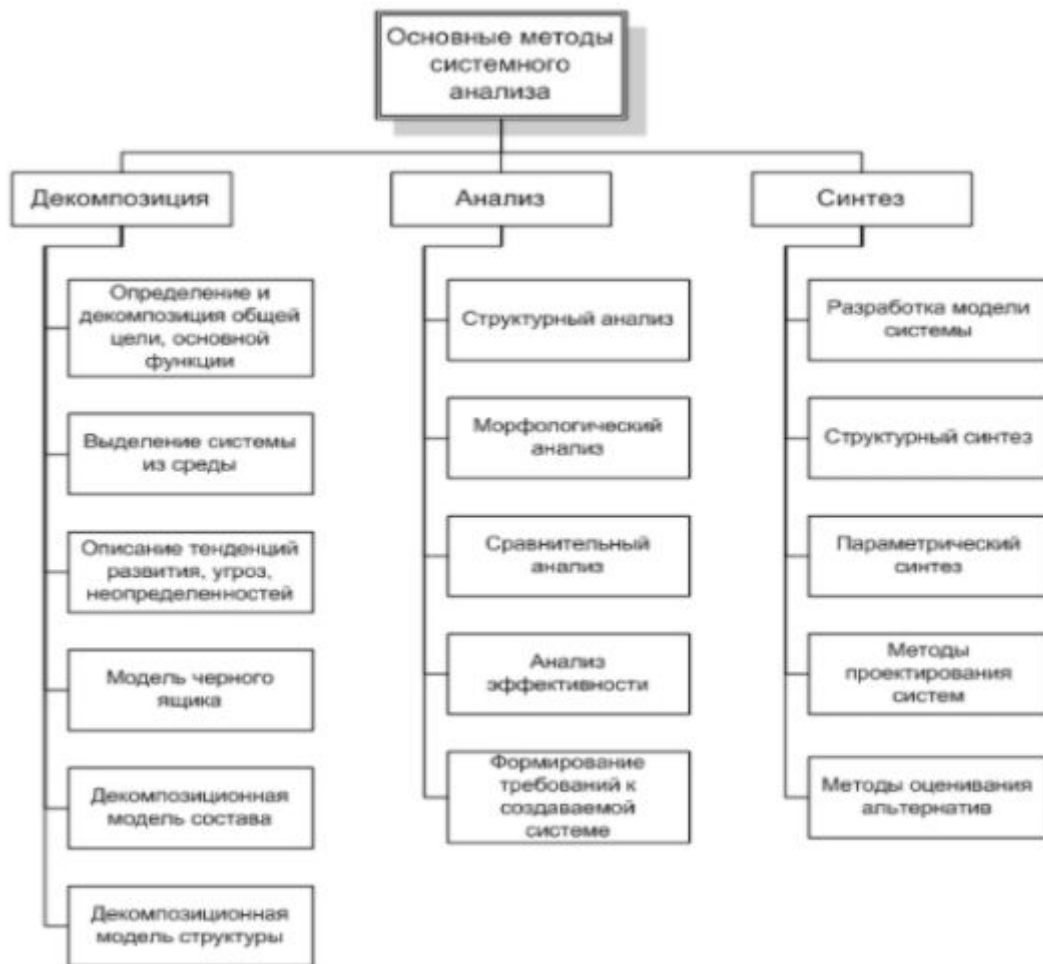 Основные методы
системного
анализа
Декомпозиция
Определение и
декомпозиция общей
цели, основной
функции
Выделение системы
из среды
Описание тенденций
развития, угроз,
неопределенностей
Модель черного
ящика
Декомпозиционная
модель состава
Декомпозиционная
модель структуры
Анализ
Структурный анализ
Морфологический
анализ
Сравнительный
анализ
Анализ
эффективности
Формирование
требований к
создаваемой
системе
Синтез
Разработка модели
системы
Структурный синтез
Параметрический
синтез
Методы
проектирования
систем
Методы оценивания
альтернатив